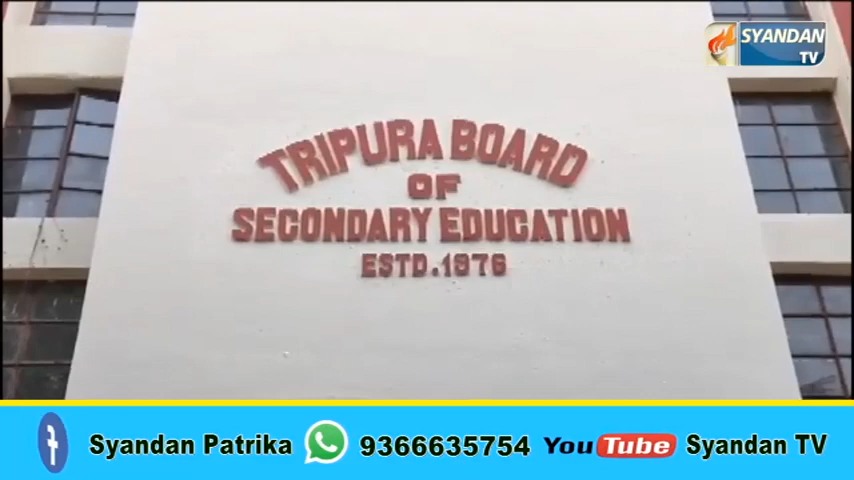 SYANDAN
TV
TRIPURA BOARD
OF
SECONDARY EDUCATION
ESTD.1976
Syandan Patrika 9366635754 YouTube Syandan TV